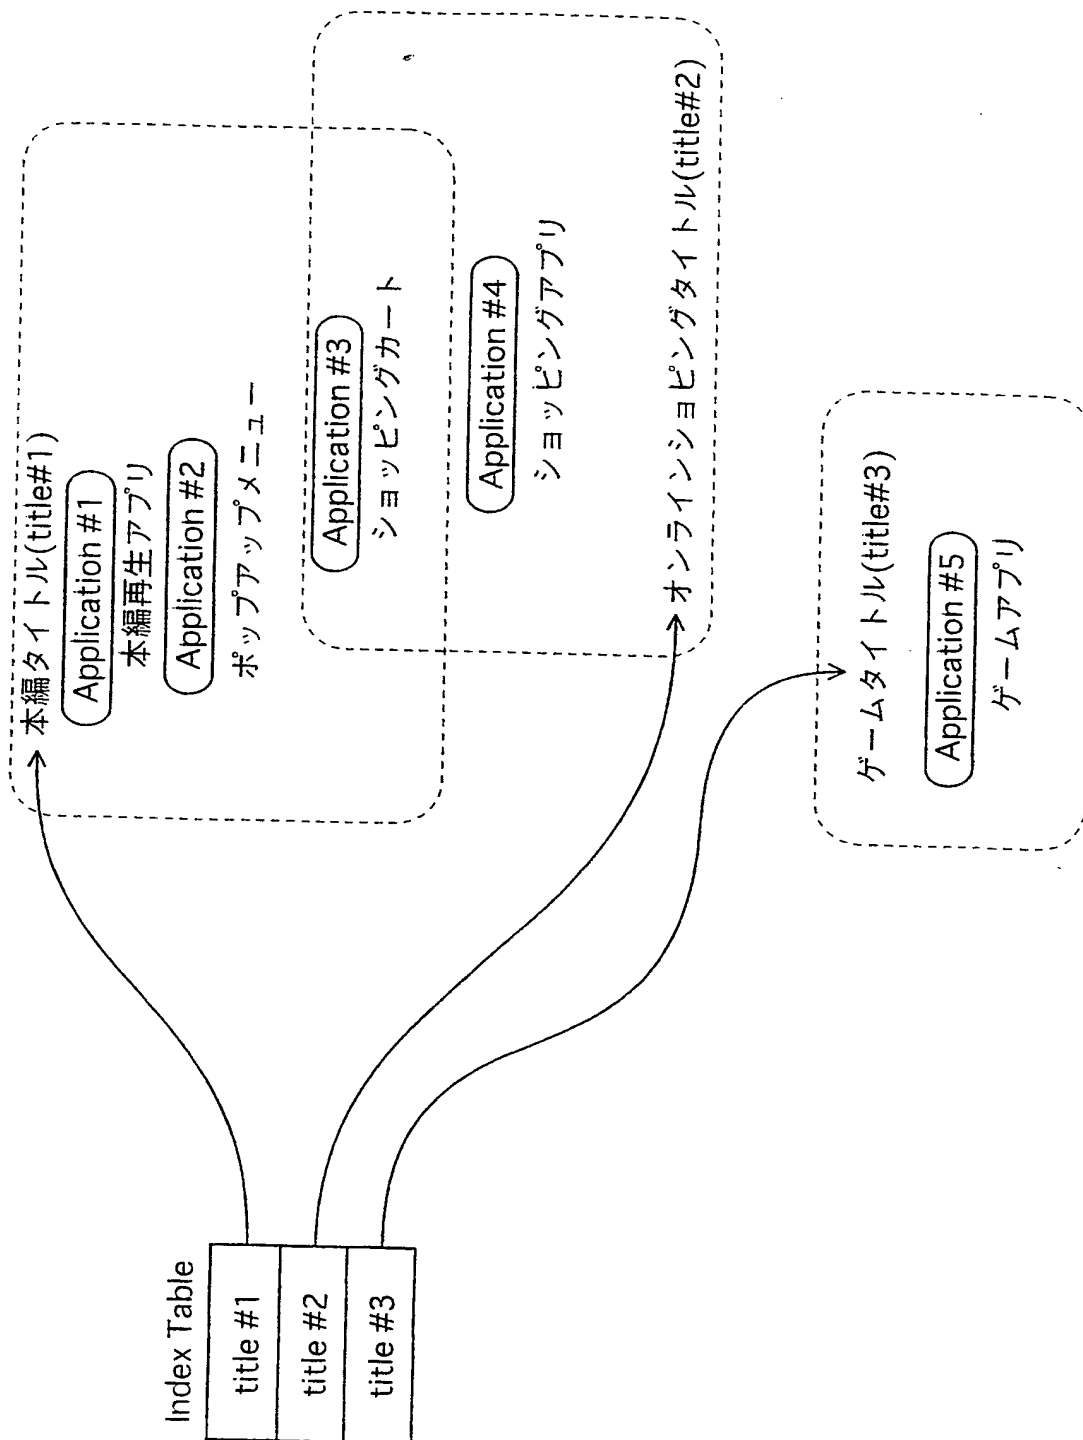 Index Table
title #1
title #2
title #3
本編タイトル(title#1)
Application #1
本編再生アプリ
Application #2
ポップアップメニュー
Application #3
ショッピングカート
Application #4
ショッピングアプリ
オンラインショピングタイトル(title#2)
ゲームタイトル(title#3)
Application #5
ゲームアプリ